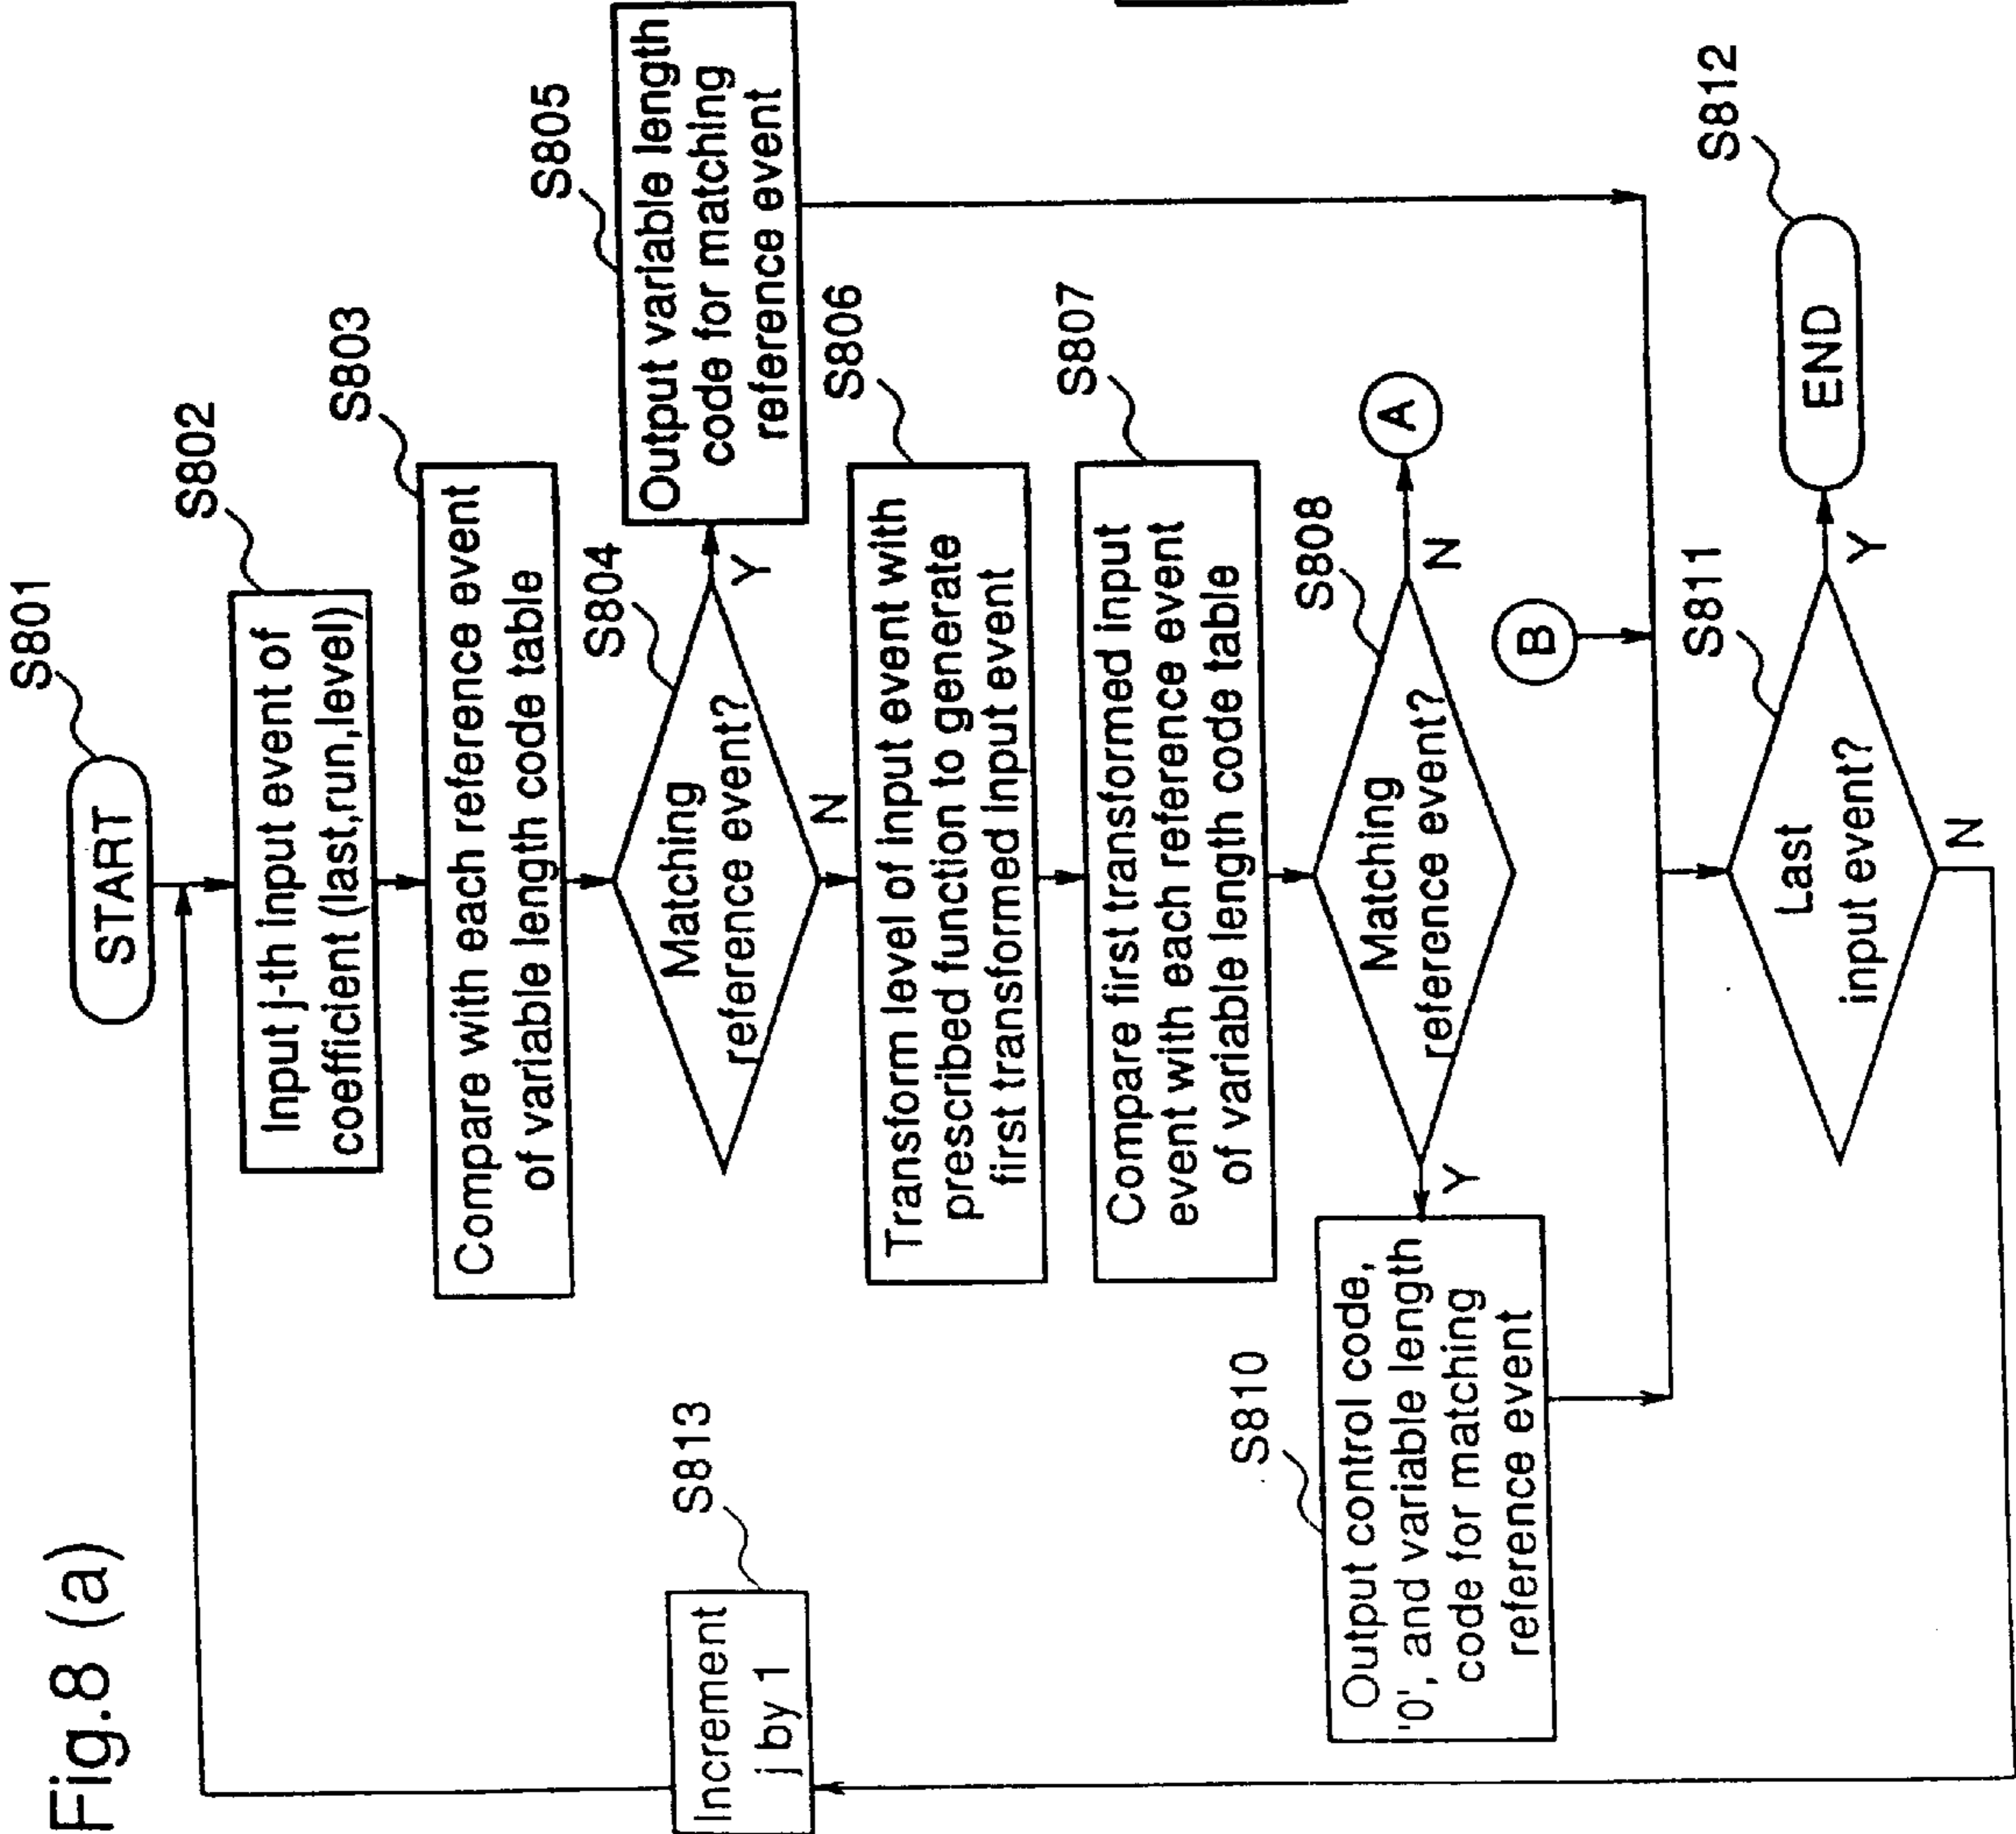 Fig.8 (a)
S801
START
S802
Input j-th input event of
coefficient (last,run,level)
S803
Compare with each reference event
of variable length code table
S804
Matching
reference event?
Y
N
S805
Output variable length
code for matching
reference event
S806
Transform level of input event with
prescribed function to generate
first transformed input event
S807
Compare first transformed input
event with each reference event
of variable length code table
S808
Matching
reference event?
N
Y
A
B
S810
Output control code,
'0', and variable length
code for matching
reference event
S811
Last
input event?
Y
N
S812
END
S813
Increment
j by 1